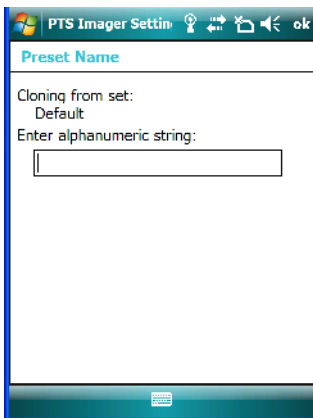 PTS Imager Settin ok
Preset Name
Cloning from set:
Default
Enter alphanumeric string: